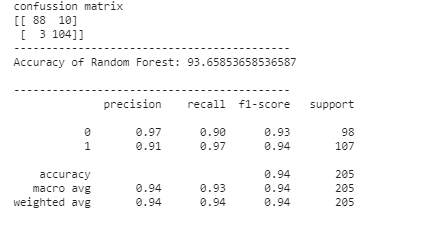 confussion matrix
[[ 88  10]
 [  3 104]]
-----------------------------------------
Accuracy of Random Forest: 93.65853658536587

-----------------------------------------
              precision    recall  f1-score   support

           0       0.97      0.90      0.93        98
           1       0.91      0.97      0.94       107

    accuracy                           0.94       205
   macro avg       0.94      0.93      0.94       205
weighted avg       0.94      0.94      0.94       205